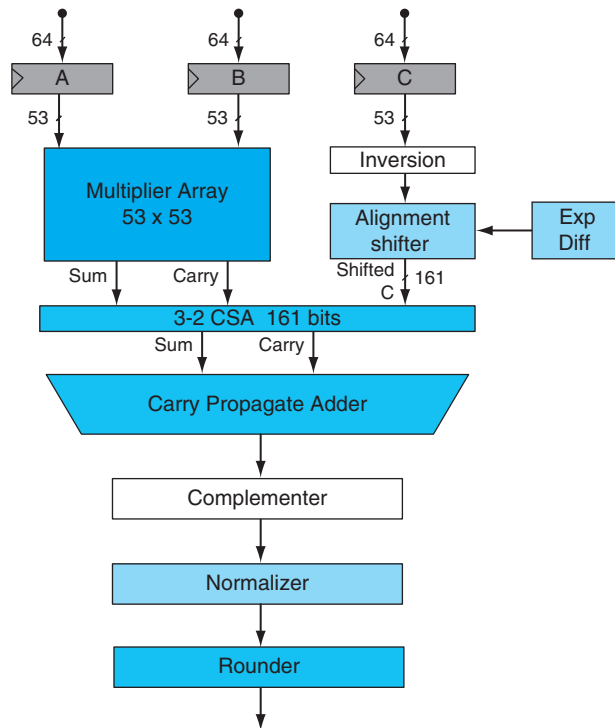 64 64 64
A B C
53 53 53
Multiplier Array
53 x 53
Inversion
Alignment
shifter
Exp
Diff
Sum Carry
Shifted
C
161
3-2 CSA 161 bits
Sum Carry
Carry Propagate Adder
Complementer
Normalizer
Rounder